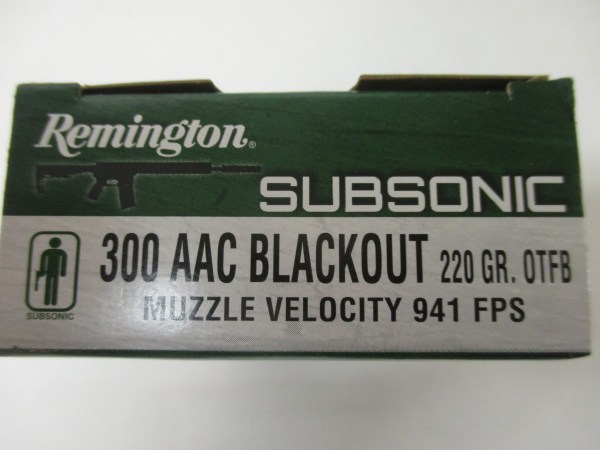 Remington®
SUBSONIC
300 AAC BLACKOUT 220 GR. OTFB
MUZZLE VELOCITY 941 FPS
SUBSONIC